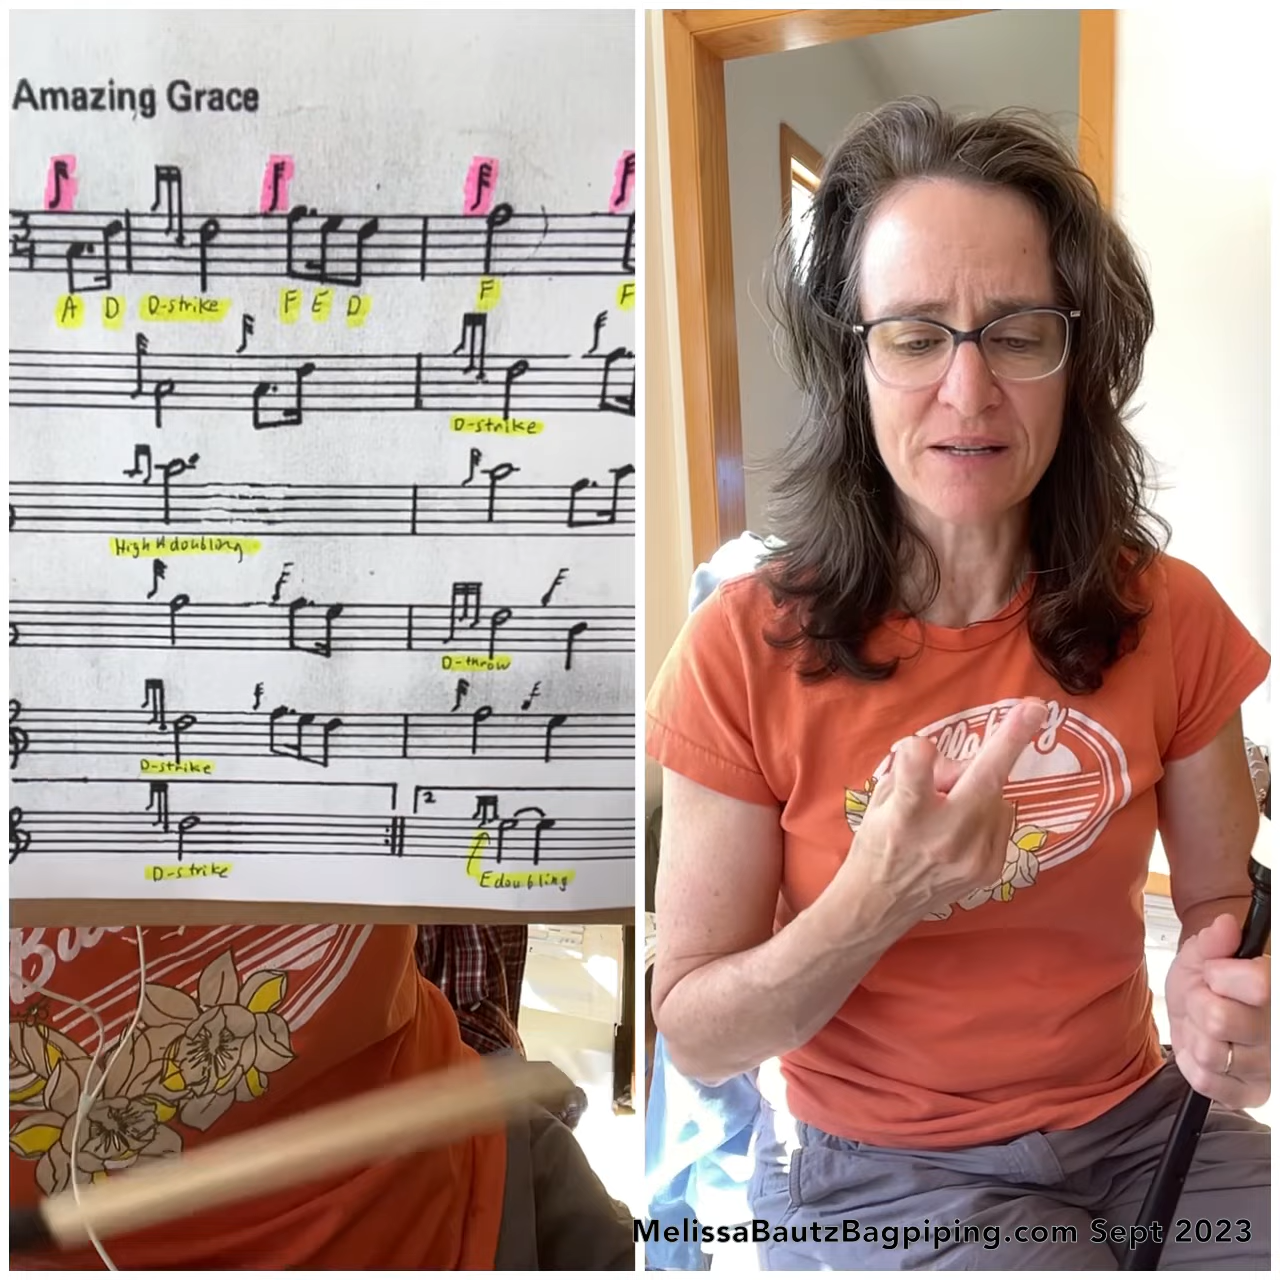 Amazing Grace
A D D-strike F E D F F
D-strike
High A doubling
D-throw
D-strike
2
D-strike E doubling
MelissaBautzBagpiping.com Sept 2023